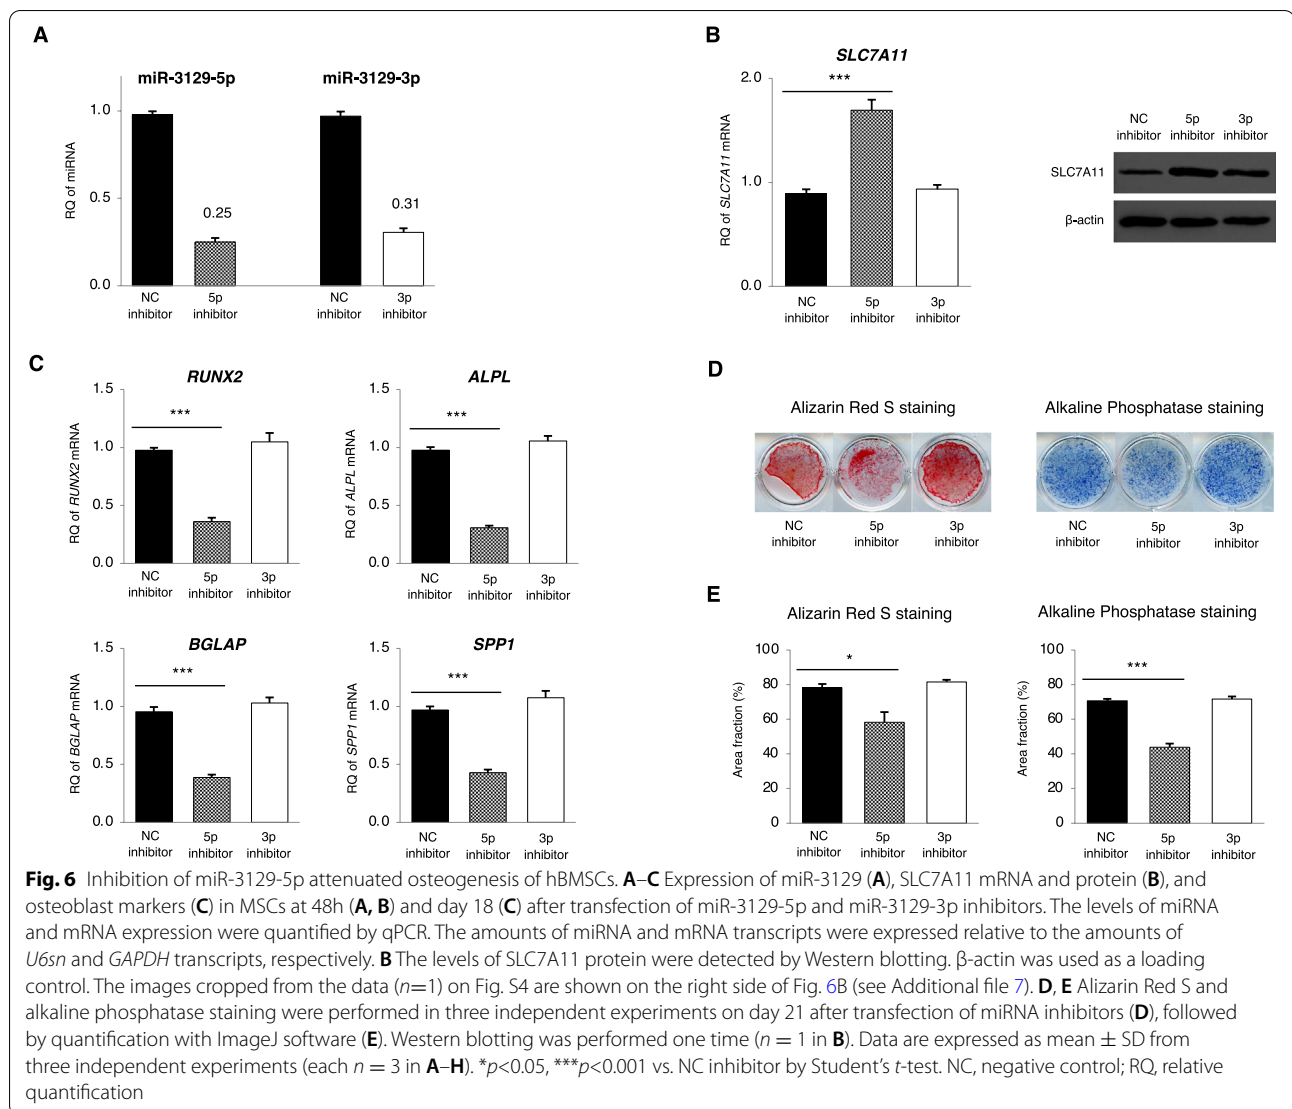 A
miR-3129-5p
miR-3129-3p
RQ of miRNA
1.0
0.5
0.0
0.25
0.31
NC
inhibitor
5p
inhibitor
NC
inhibitor
3p
inhibitor
B
SLC7A11
***
RQ of SLC7A11 mRNA
2.0
1.0
0.0
NC
inhibitor
5p
inhibitor
3p
inhibitor
NC
inhibitor
5p
inhibitor
3p
inhibitor
SLC7A11
β-actin
C
RUNX2
***
RQ of RUNX2 mRNA
1.5
1.0
0.5
0.0
NC
inhibitor
5p
inhibitor
3p
inhibitor
ALPL
***
RQ of ALPL mRNA
1.5
1.0
0.5
0.0
NC
inhibitor
5p
inhibitor
3p
inhibitor
BGLAP
***
RQ of BGLAP mRNA
1.5
1.0
0.5
0.0
NC
inhibitor
5p
inhibitor
3p
inhibitor
SPP1
***
RQ of SPP1 mRNA
1.5
1.0
0.5
0.0
NC
inhibitor
5p
inhibitor
3p
inhibitor
D
Alizarin Red S staining
NC
inhibitor
5p
inhibitor
3p
inhibitor
Alkaline Phosphatase staining
NC
inhibitor
5p
inhibitor
3p
inhibitor
E
Alizarin Red S staining
*
Area fraction (%)
100
80
60
40
20
0
NC
inhibitor
5p
inhibitor
3p
inhibitor
Alkaline Phosphatase staining
***
Area fraction (%)
100
80
60
40
20
0
NC
inhibitor
5p
inhibitor
3p
inhibitor
Fig. 6 Inhibition of miR-3129-5p attenuated osteogenesis of hBMSCs. A–C Expression of miR-3129 (A), SLC7A11 mRNA and protein (B), and
osteoblast markers (C) in MSCs at 48h (A, B) and day 18 (C) after transfection of miR-3129-5p and miR-3129-3p inhibitors. The levels of miRNA
and mRNA expression were quantified by qPCR. The amounts of miRNA and mRNA transcripts were expressed relative to the amounts of
U6sn and GAPDH transcripts, respectively. B The levels of SLC7A11 protein were detected by Western blotting. β-actin was used as a loading
control. The images cropped from the data (n=1) on Fig. S4 are shown on the right side of Fig. 6B (see Additional file 7). D, E Alizarin Red S and
alkaline phosphatase staining were performed in three independent experiments on day 21 after transfection of miRNA inhibitors (D), followed
by quantification with ImageJ software (E). Western blotting was performed one time (n = 1 in B). Data are expressed as mean ± SD from
three independent experiments (each n = 3 in A–H). *p<0.05, ***p<0.001 vs. NC inhibitor by Student's t-test. NC, negative control; RQ, relative
quantification